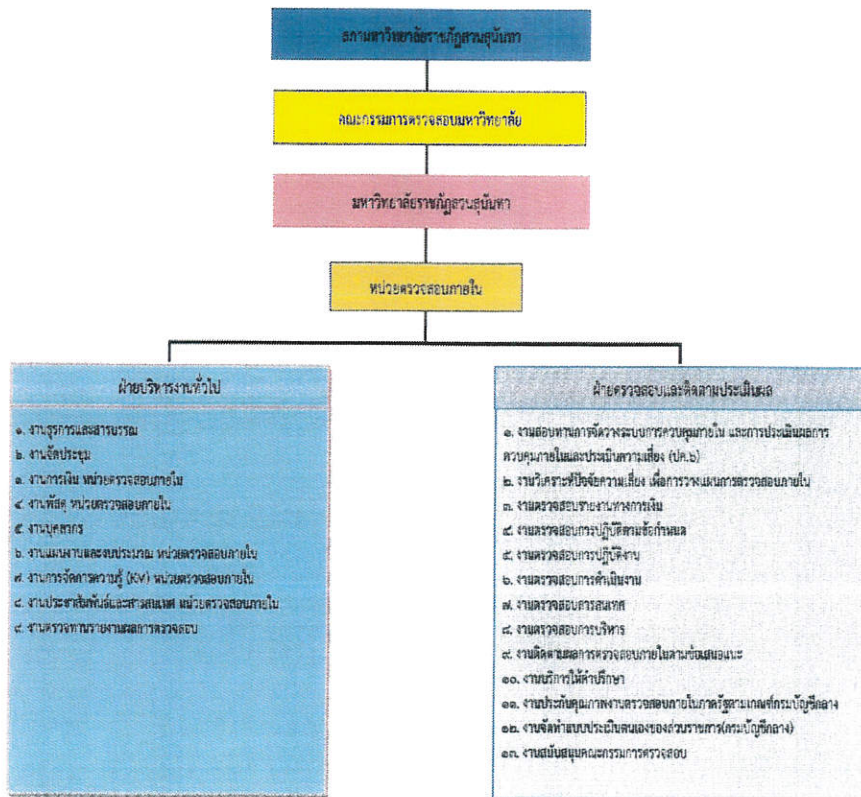 สภามหาวิทยาลัยราชภัฏสวนสุนันทา
คณะกรรมการตรวจสอบมหาวิทยาลัย
มหาวิทยาลัยราชภัฏสวนสุนันทา
หน่วยตรวจสอบภายใน
ฝ่ายบริหารงานทั่วไป
๑. งานธุรการและสารบรรณ
๒. งานจัดประชุม
๓. งานการเงิน หน่วยตรวจสอบภายใน
๔. งานพัสดุ หน่วยตรวจสอบภายใน
๕. งานบุคลากร
๖. งานแผนงานและงบประมาณ หน่วยตรวจสอบภายใน
๗. งานการจัดการความรู้ (KM) หน่วยตรวจสอบภายใน
๘. งานประชาสัมพันธ์และสารสนเทศ หน่วยตรวจสอบภายใน
๙. งานตรวจทานรายงานผลการตรวจสอบ
ฝ่ายตรวจสอบและติดตามประเมินผล
๑. งานสอบทานการจัดวางระบบการควบคุมภายใน และการประเมินผลการ
ควบคุมภายในและประเมินความเสี่ยง (ปค.๖)
๒. งานวิเคราะห์ปัจจัยความเสี่ยง เพื่อการวางแผนการตรวจสอบภายใน
๓. งานตรวจสอบรายงานทางการเงิน
๔. งานตรวจสอบการปฏิบัติตามข้อกำหนด
๕. งานตรวจสอบการปฏิบัติงาน
๖. งานตรวจสอบการดำเนินงาน
๗. งานตรวจสอบสารสนเทศ
๘. งานตรวจสอบการบริหาร
๙. งานติดตามผลการตรวจสอบภายในตามข้อเสนอแนะ
๑๐. งานบริการให้คำปรึกษา
๑๑. งานประกันคุณภาพงานตรวจสอบภายในภาครัฐตามเกณฑ์กรมบัญชีกลาง
๑๒. งานจัดทำแบบประเมินตนเองของส่วนราชการ(กรมบัญชีกลาง)
๑๓. งานสนับสนุนคณะกรรมการตรวจสอบ